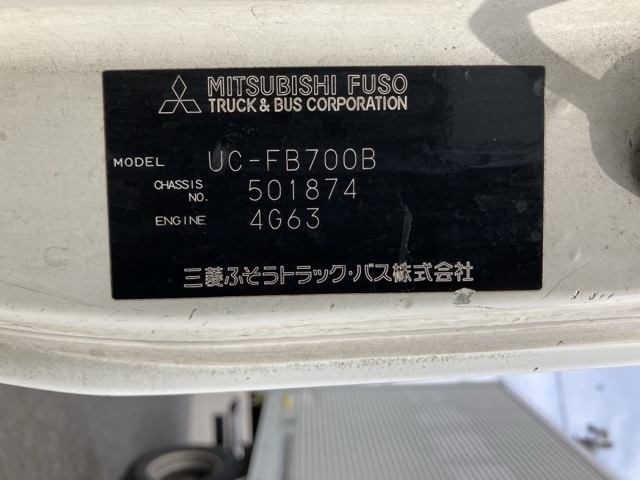 MITSUBISHI FUSO
TRUCK & BUS CORPORATION
MODEL UC-FB700B
CHASSIS NO. 501874
ENGINE 4G63
三菱ふそうトラック・バス株式会社